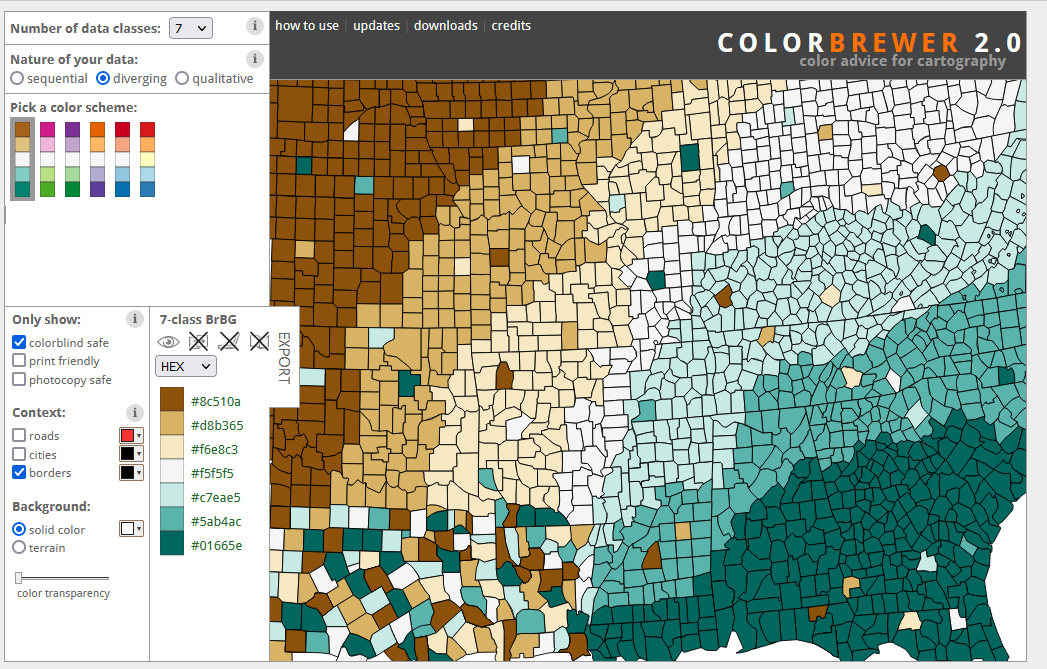 Number of data classes: 7 i
how to use | updates | downloads | credits
COLORBREWER 2.0
color advice for cartography
Nature of your data: i
sequential diverging qualitative
Pick a color scheme:
Only show: i
colorblind safe
print friendly
photocopy safe
Context: i
roads
cities
borders
Background:
solid color
terrain
color transparency
7-class BrBG
EXPORT
HEX
#8c510a
#d8b365
#f6e8c3
#f5f5f5
#c7eae5
#5ab4ac
#01665e